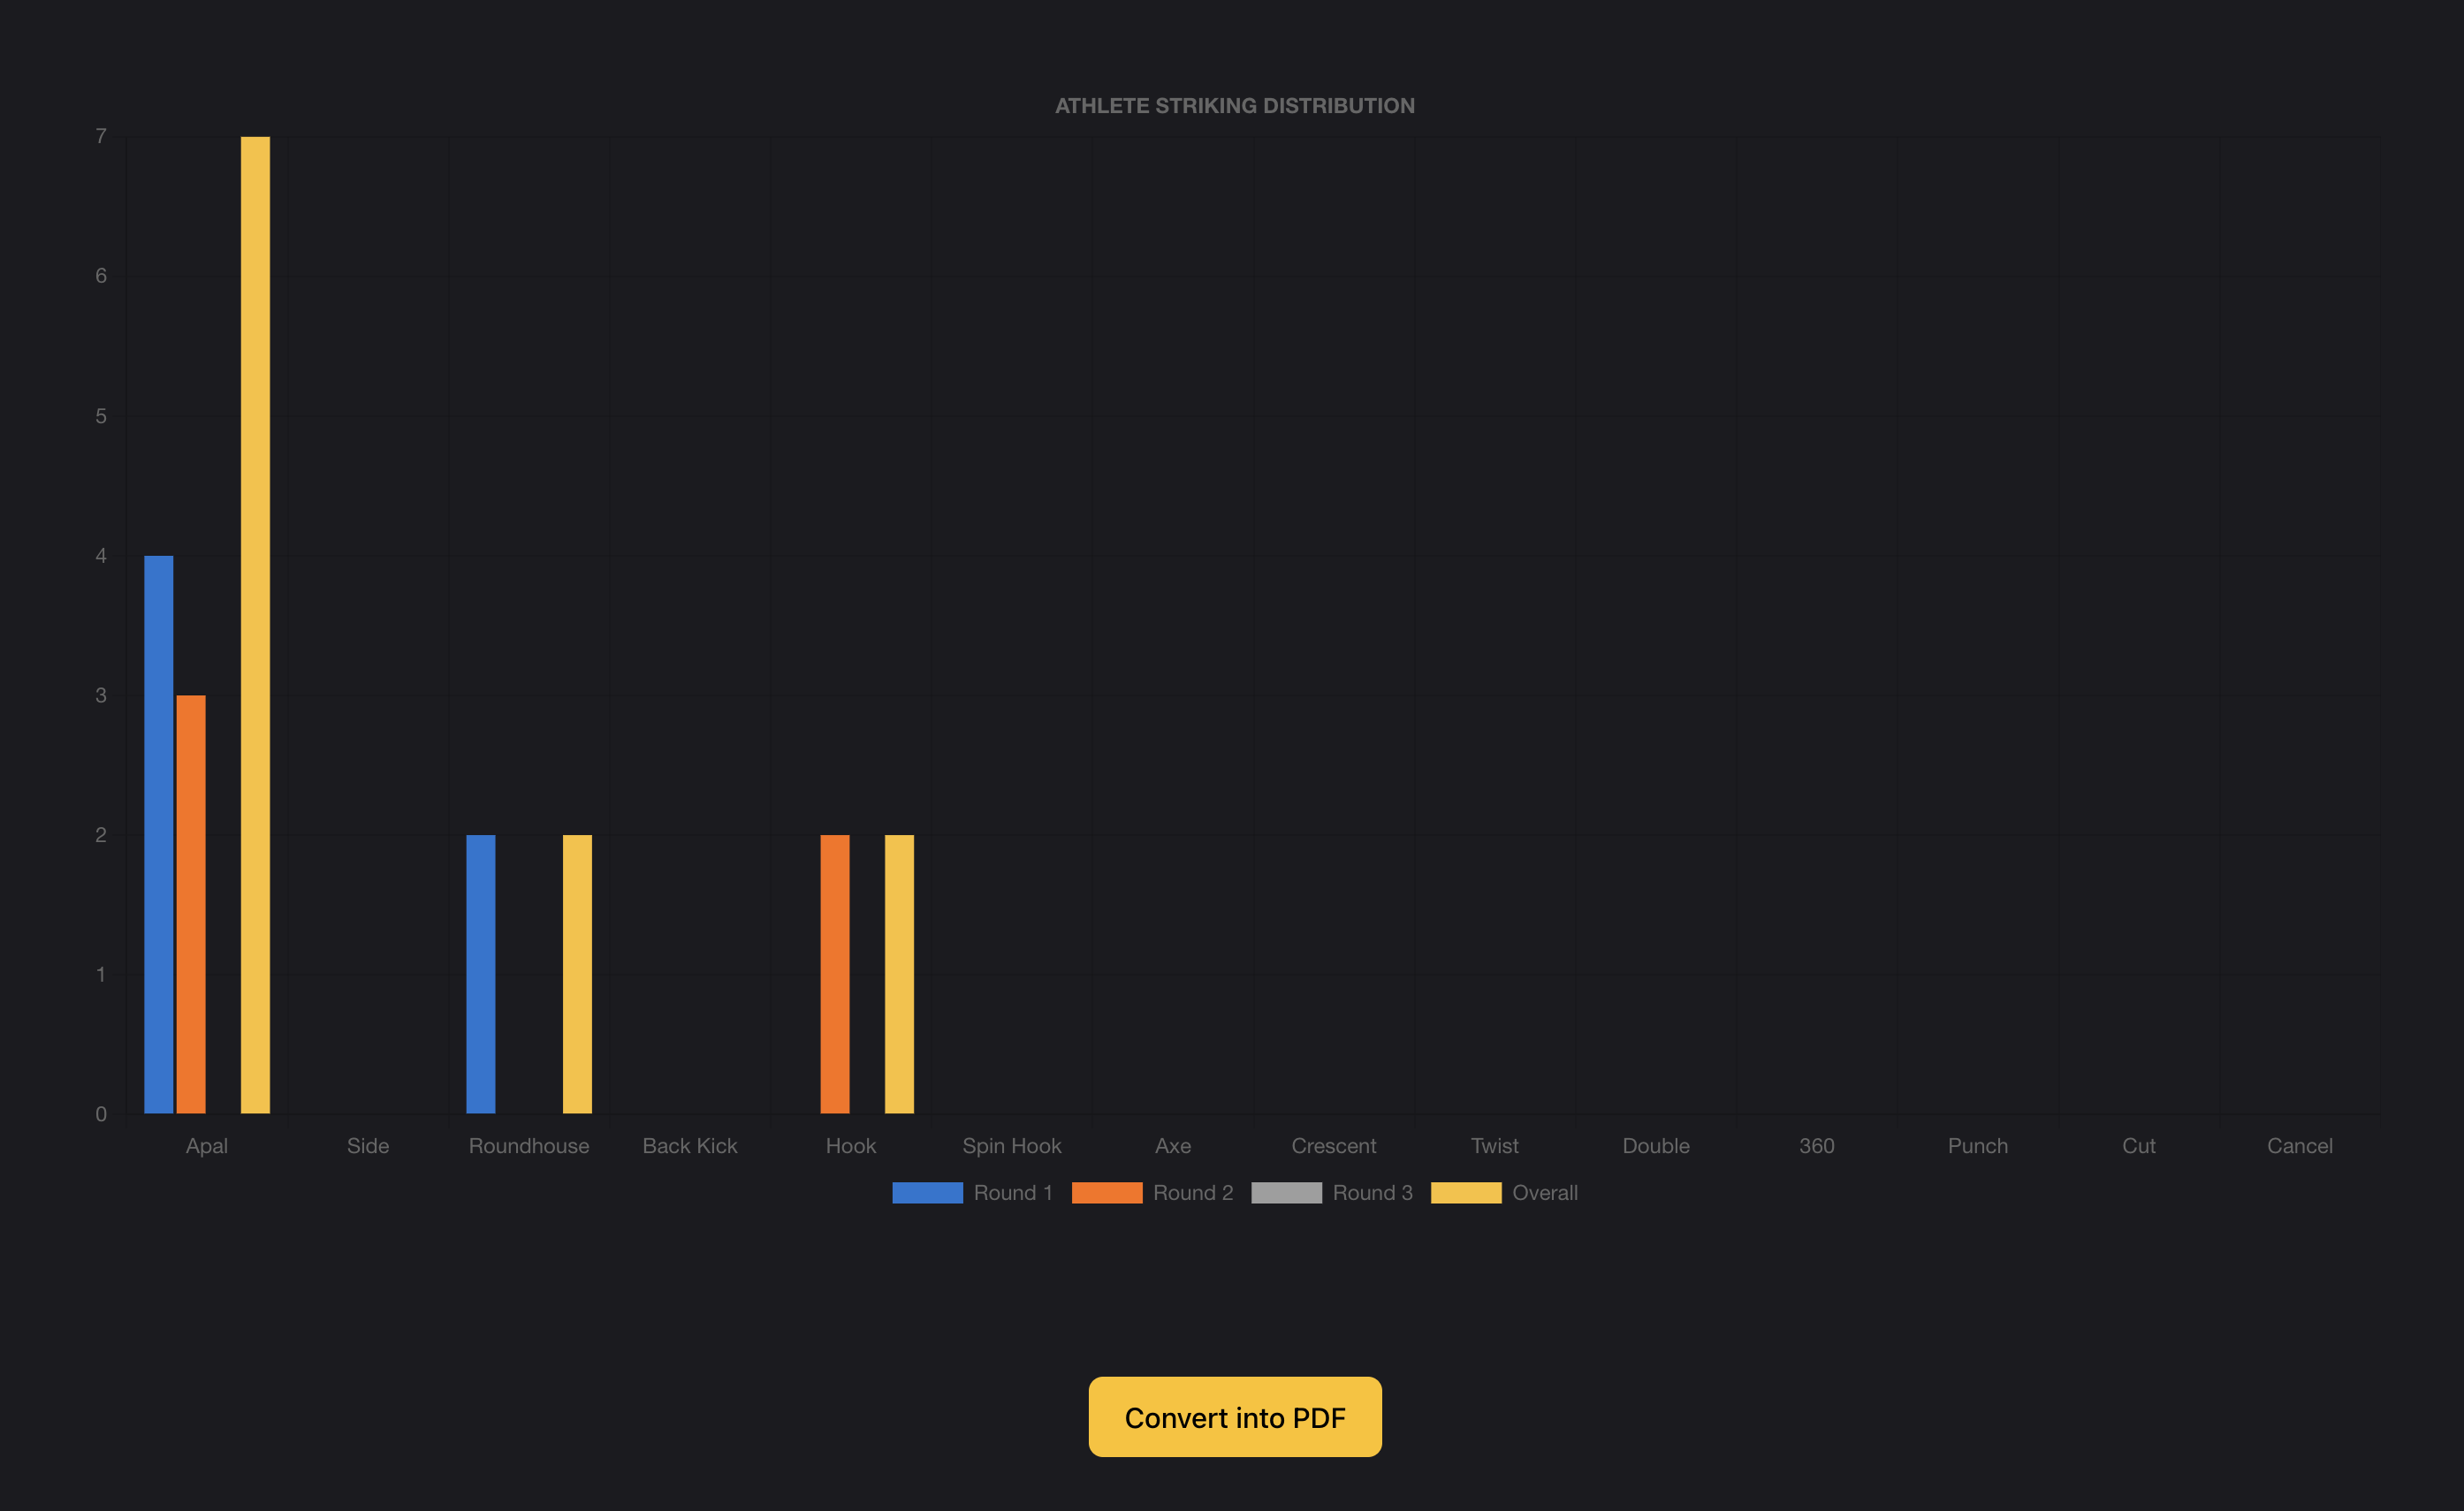 ATHLETE STRIKING DISTRIBUTION
7
6
5
4
3
2
1
0
Apal Side Roundhouse Back Kick Hook Spin Hook Axe Crescent Twist Double 360 Punch Cut Cancel
Round 1 Round 2 Round 3 Overall
Convert into PDF